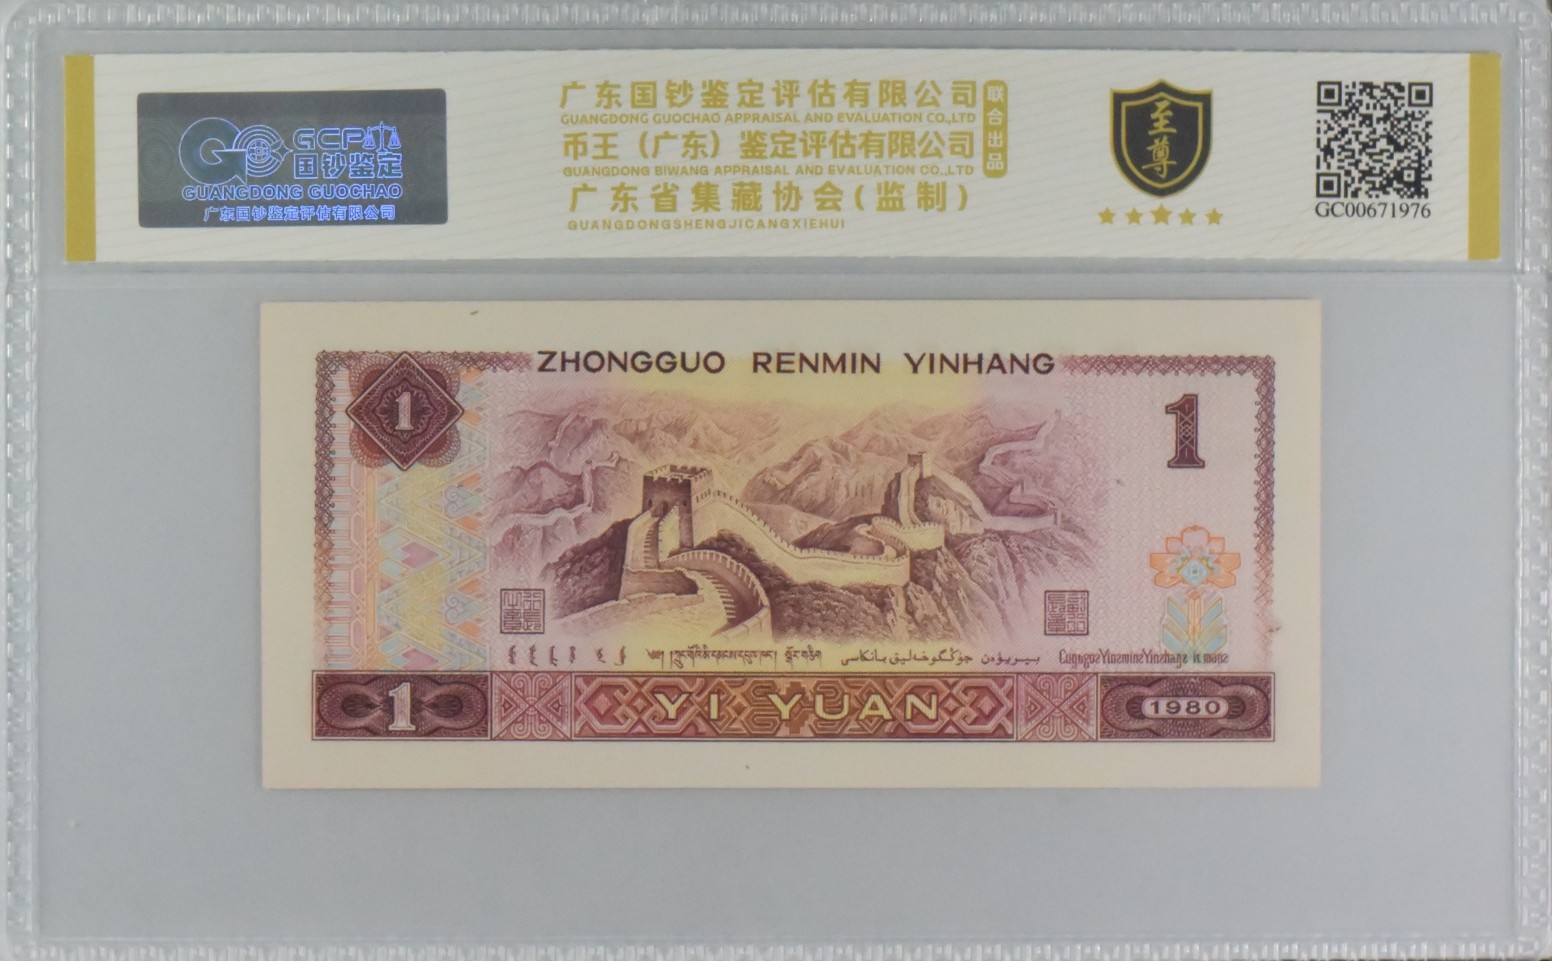 GCP
国钞鉴定
GUANGDONG GUOCHAO
广东国钞鉴定评估有限公司
广东国钞鉴定评估有限公司
GUANGDONG GUOCHAO APPRAISAL AND EVALUATION CO.,LTD
币王（广东）鉴定评估有限公司
GUANGDONG BIWANG APPRAISAL AND EVALUATION CO.,LTD
广东省集藏协会(监制)
GUANGDONGSHENGJICANGXIEHUI
联合出品
至尊
GC00671976
ZHONGGUO RENMIN YINHANG
1
1
1
YI YUAN
1980